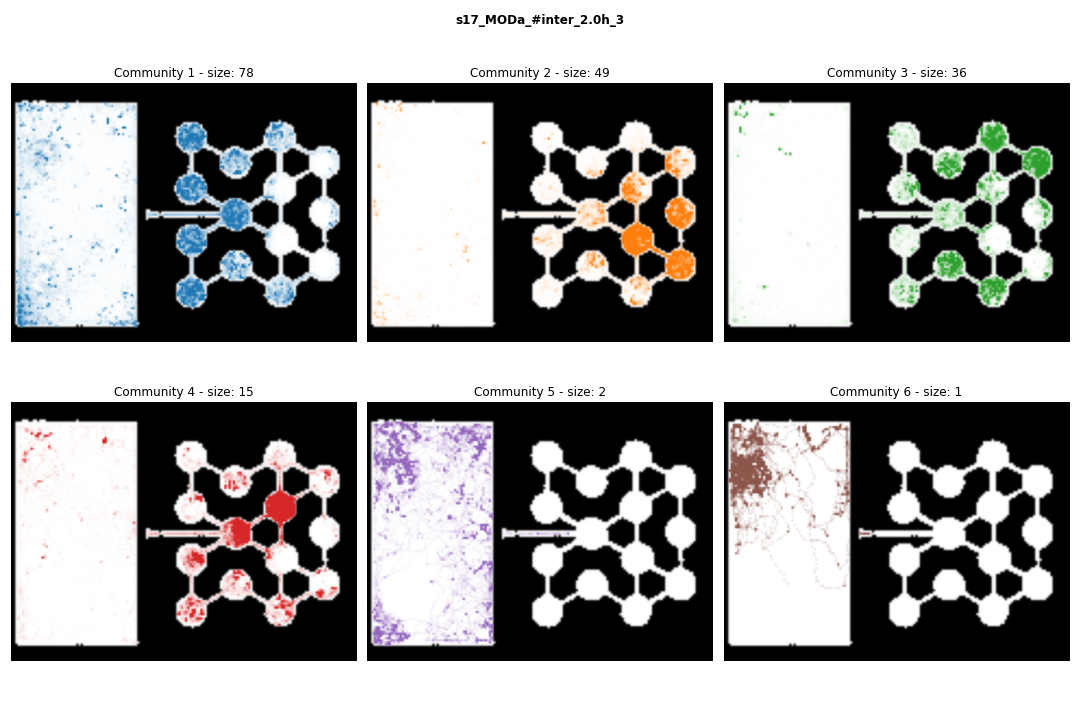 s17_MODa_#inter_2.0h_3
Community 1 - size: 78
Community 2 - size: 49
Community 3 - size: 36
Community 4 - size: 15
Community 5 - size: 2
Community 6 - size: 1